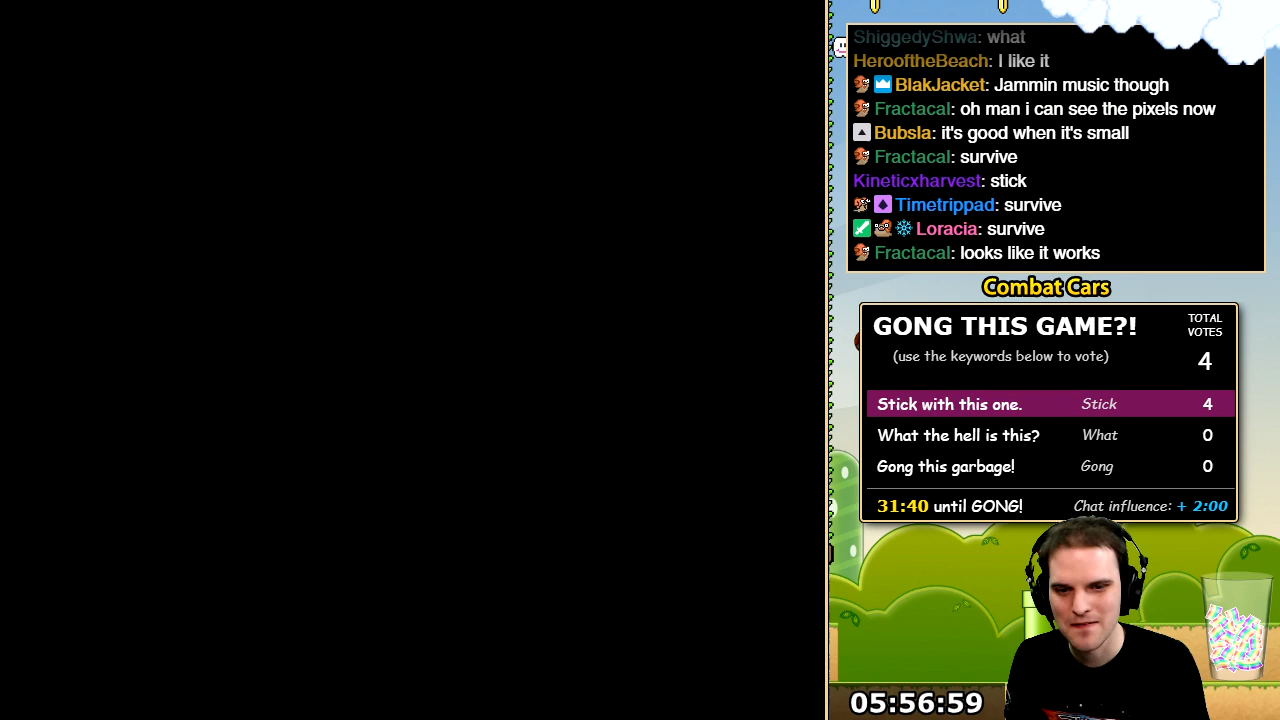 ShiggedyShwa: what
HerooftheBeach: I like it
BlakJacket: Jammin music though
Fractacal: oh man i can see the pixels now
Bubsla: it's good when it's small
Fractacal: survive
Kineticxharvest: stick
Timetrippad: survive
Loracia: survive
Fractacal: looks like it works
Combat Cars
GONG THIS GAME?! TOTAL VOTES
(use the keywords below to vote) 4
Stick with this one. Stick 4
What the hell is this? What 0
Gong this garbage! Gong 0
31:40 until GONG! Chat influence: + 2:00
05:56:59